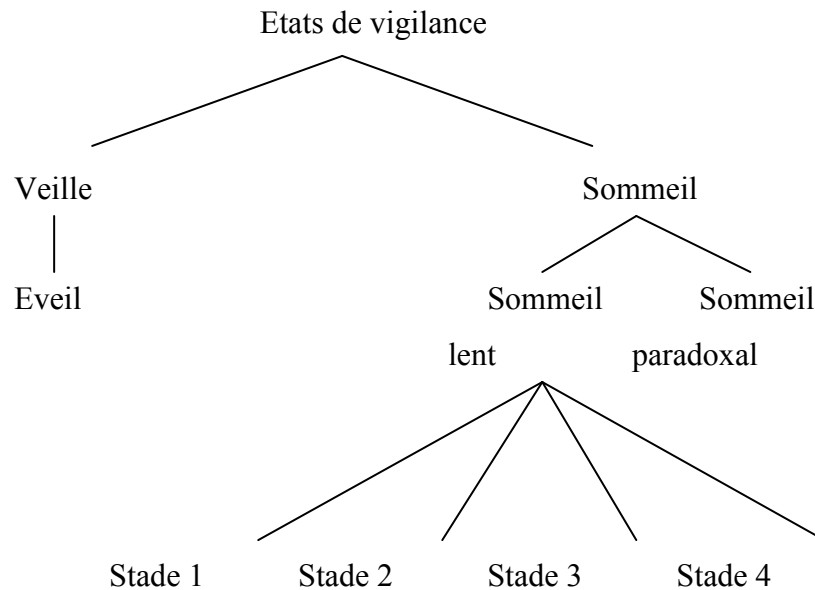 Etats de vigilance
Veille Sommeil
Eveil Sommeil Sommeil
lent paradoxal
Stade 1 Stade 2 Stade 3 Stade 4